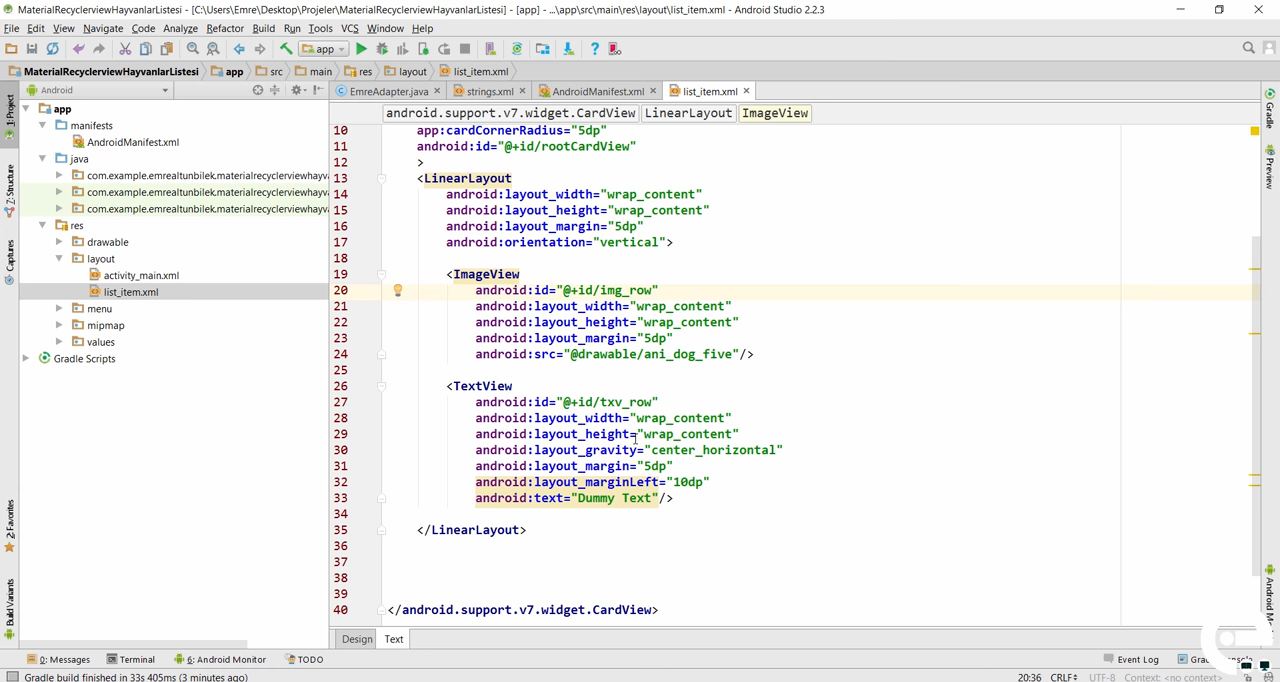 MaterialRecyclerviewHayvanlarListesi - [C:\Users\Emre\Desktop\Projeler\MaterialRecyclerviewHayvanlarListesi] - [app] - ...\app\src\main\res\layout\list_item.xml - Android Studio 2.2.3
File Edit View Navigate Code Analyze Refactor Build Run Tools VCS Window Help
app
MaterialRecyclerviewHayvanlarListesi app src main res layout list_item.xml
Android EmreAdapter.java strings.xml AndroidManifest.xml list_item.xml
android.support.v7.widget.CardView LinearLayout ImageView
1: Project
Z: Structure
Captures
2: Favorites
Build Variants
app
manifests
AndroidManifest.xml
java
com.example.emrealtunbilek.materialrecyclerviewhayva
com.example.emrealtunbilek.materialrecyclerviewhayva
com.example.emrealtunbilek.materialrecyclerviewhayva
res
drawable
layout
activity_main.xml
list_item.xml
menu
mipmap
values
Gradle Scripts
10 app:cardCornerRadius="5dp"
11 android:id="@+id/rootCardView"
12 >
13 <LinearLayout
14 android:layout_width="wrap_content"
15 android:layout_height="wrap_content"
16 android:layout_margin="5dp"
17 android:orientation="vertical">
18
19 <ImageView
20 android:id="@+id/img_row"
21 android:layout_width="wrap_content"
22 android:layout_height="wrap_content"
23 android:layout_margin="5dp"
24 android:src="@drawable/ani_dog_five"/>
25
26 <TextView
27 android:id="@+id/txv_row"
28 android:layout_width="wrap_content"
29 android:layout_height="wrap_content"
30 android:layout_gravity="center_horizontal"
31 android:layout_margin="5dp"
32 android:layout_marginLeft="10dp"
33 android:text="Dummy Text"/>
34
35 </LinearLayout>
36
37
38
39
40 </android.support.v7.widget.CardView>
Gradle
Preview
Design Text
0: Messages Terminal 6: Android Monitor TODO Event Log
Gradle build finished in 33s 405ms (3 minutes ago) 20:36 CRLF UTF-8 Context: <no context>